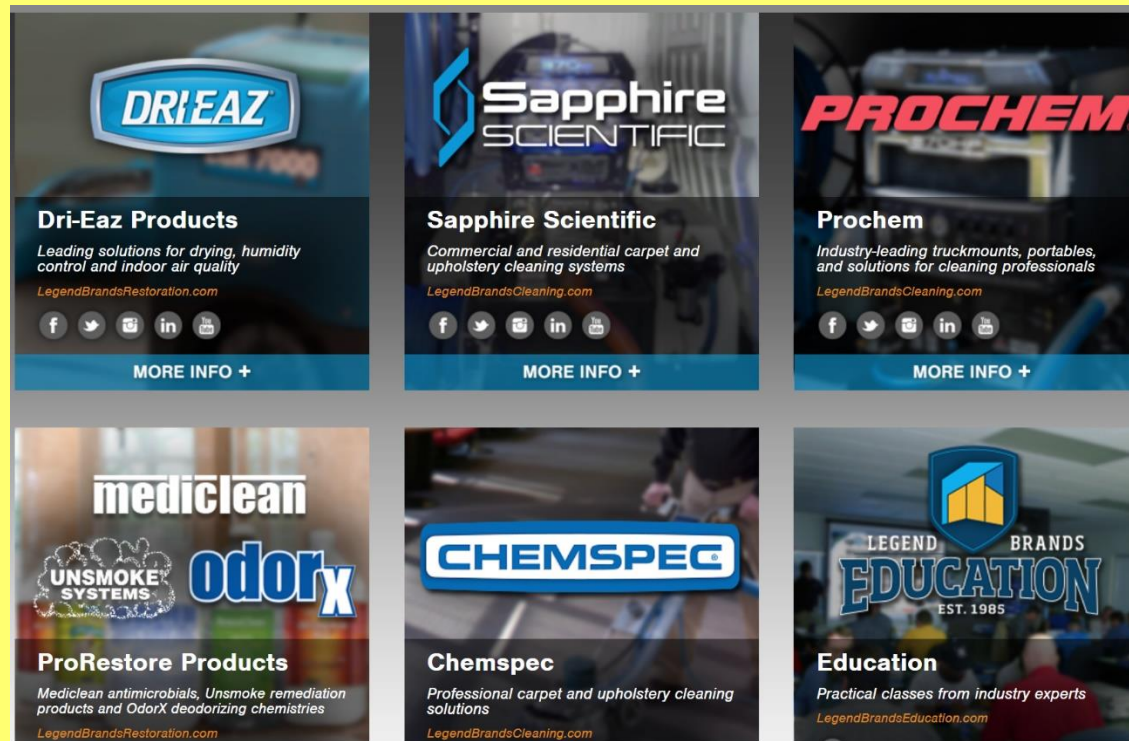 DRI-EAZ
7000
Dri-Eaz Products
Leading solutions for drying, humidity
control and indoor air quality
LegendBrandsRestoration.com
MORE INFO +
Sapphire
SCIENTIFIC
Sapphire Scientific
Commercial and residential carpet and
upholstery cleaning systems
LegendBrandsCleaning.com
MORE INFO +
PROCHEM
Prochem
Industry-leading truckmounts, portables,
and solutions for cleaning professionals
LegendBrandsCleaning.com
MORE INFO +
mediclean
UNSMOKE
SYSTEMS
odorx
ProRestore Products
Mediclean antimicrobials, Unsmoke remediation
products and OdorX deodorizing chemistries
LegendBrandsRestoration.com
CHEMSPEC
Chemspec
Professional carpet and upholstery cleaning
solutions
LegendBrandsCleaning.com
LEGEND BRANDS
EDUCATION
EST. 1985
Education
Practical classes from industry experts
LegendBrandsEducation.com